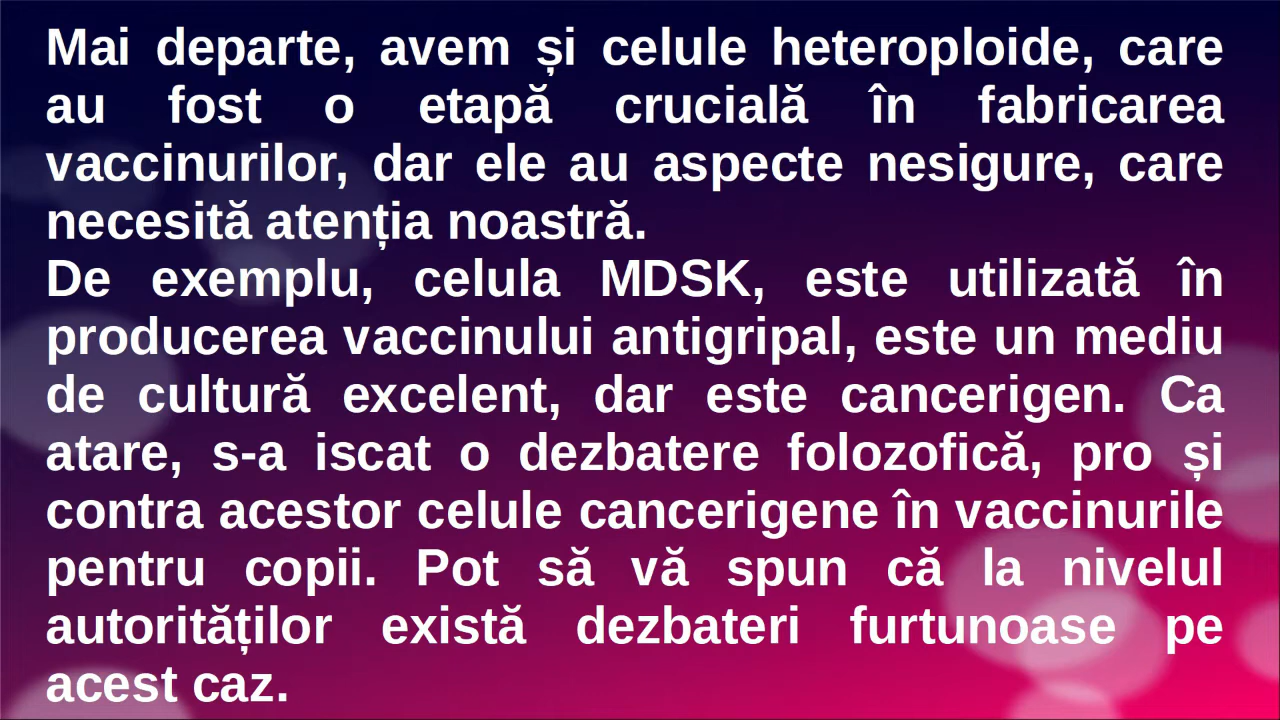 Mai departe, avem și celule heteroploide, care
au fost o etapă crucială în fabricarea
vaccinurilor, dar ele au aspecte nesigure, care
necesită atenția noastră.
De exemplu, celula MDSK, este utilizată în
producerea vaccinului antigripal, este un mediu
de cultură excelent, dar este cancerigen. Ca
atare, s-a iscat o dezbatere folozofică, pro și
contra acestor celule cancerigene în vaccinurile
pentru copii. Pot să vă spun că la nivelul
autorităților există dezbateri furtunoase pe
acest caz.